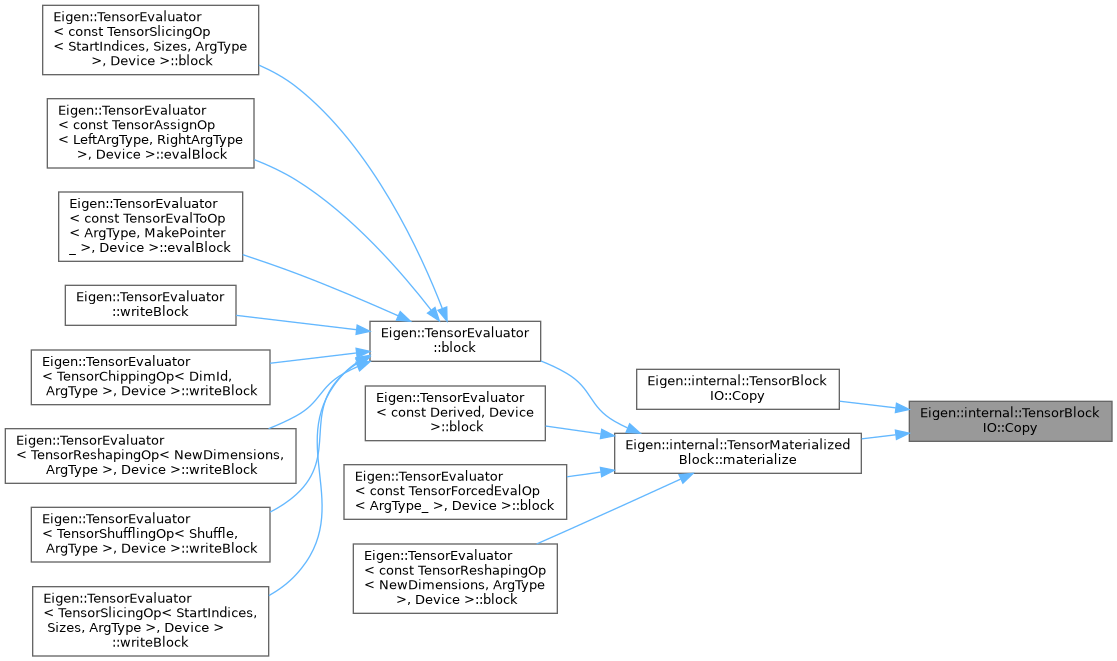 Eigen::TensorEvaluator
< const TensorSlicingOp
< StartIndices, Sizes, ArgType
>, Device >::block
Eigen::TensorEvaluator
< const TensorAssignOp
< LeftArgType, RightArgType
>, Device >::evalBlock
Eigen::TensorEvaluator
< const TensorEvalToOp
< ArgType, MakePointer
_ >, Device >::evalBlock
Eigen::TensorEvaluator
::writeBlock
Eigen::TensorEvaluator
< TensorChippingOp< DimId,
ArgType >, Device >::writeBlock
Eigen::TensorEvaluator
< TensorReshapingOp< NewDimensions,
ArgType >, Device >::writeBlock
Eigen::TensorEvaluator
< TensorShufflingOp< Shuffle,
ArgType >, Device >::writeBlock
Eigen::TensorEvaluator
< TensorSlicingOp< StartIndices,
Sizes, ArgType >, Device >
::writeBlock
Eigen::TensorEvaluator
::block
Eigen::TensorEvaluator
< const Derived, Device
>::block
Eigen::TensorEvaluator
< const TensorForcedEvalOp
< ArgType_ >, Device >::block
Eigen::TensorEvaluator
< const TensorReshapingOp
< NewDimensions, ArgType
>, Device >::block
Eigen::internal::TensorBlock
IO::Copy
Eigen::internal::TensorMaterialized
Block::materialize
Eigen::internal::TensorBlock
IO::Copy